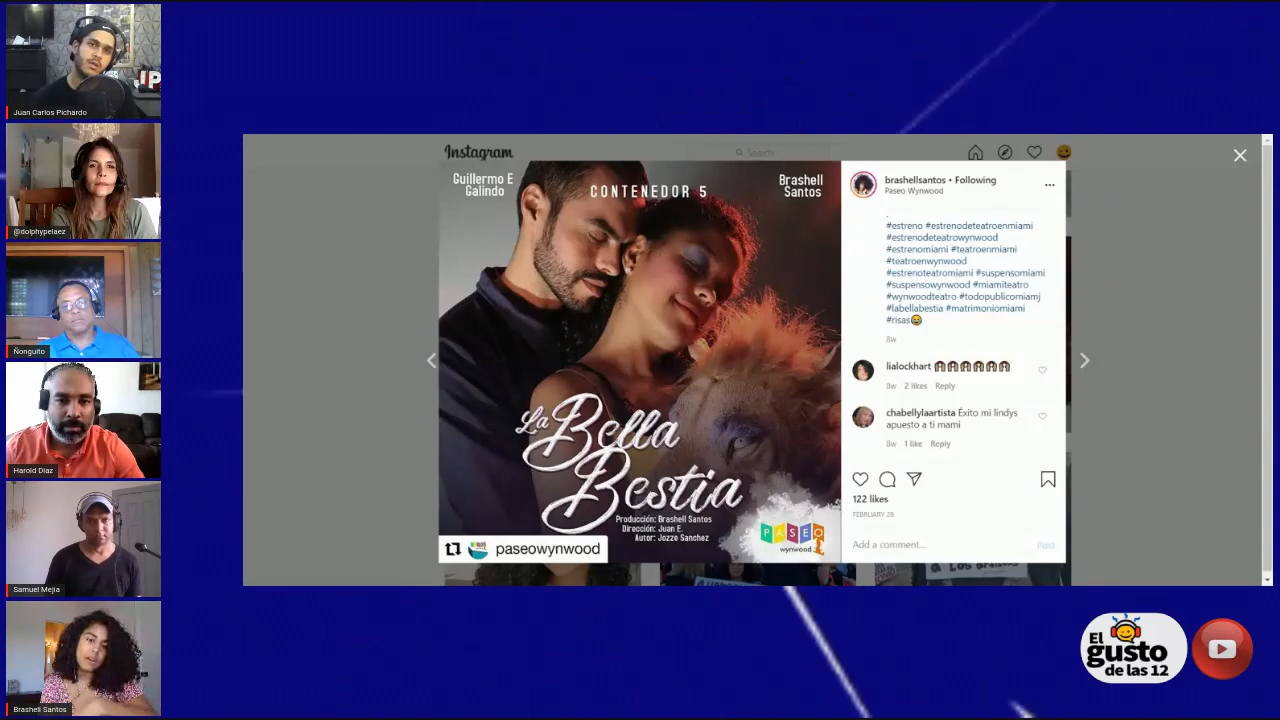 Juan Carlos Pichardo
@dolphypelaez
Ñonguito
Harold Diaz
Samuel Mejia
Brashell Santos
Instagram
Search
Guillermo E
Galindo
CONTENEDOR 5
Brashell
Santos
La
Bella
Bestia
Producción: Brashell Santos
Dirección: Juan E.
Autor: Jozze Sanchez
PASEO
wynwood
paseowynwood
brashellsantos • Following
Paseo Wynwood
.
#estreno #estrenodeteatroenmiami
#estrenodeteatrowynwood
#estrenomiami #teatroenmiami
#teatroenwynwood
#estrenoteatromiami #suspensomiami
#suspensowynwood #miamiteatro
#wynwoodteatro #todopublicomiamj
#labellabestia #matrimoniomiami
#risas😂
8w
lialockhart
8w 2 likes Reply
chabellylaartista Éxito mi lindys
apuesto a ti mami
8w 1 like Reply
122 likes
FEBRUARY 28
Add a comment...
Post
El
gusto
de las 12